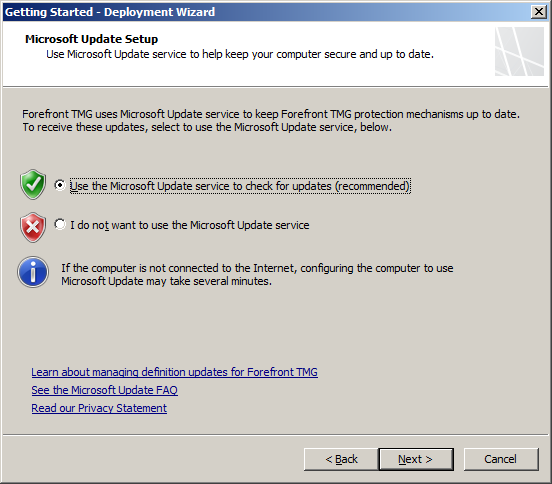 Getting Started - Deployment Wizard
Microsoft Update Setup
Use Microsoft Update service to help keep your computer secure and up to date.
Forefront TMG uses Microsoft Update service to keep Forefront TMG protection mechanisms up to date.
To receive these updates, select to use the Microsoft Update service, below.
Use the Microsoft Update service to check for updates (recommended)
I do not want to use the Microsoft Update service
If the computer is not connected to the Internet, configuring the computer to use
Microsoft Update may take several minutes.
Learn about managing definition updates for Forefront TMG
See the Microsoft Update FAQ
Read our Privacy Statement
< Back Next > Cancel